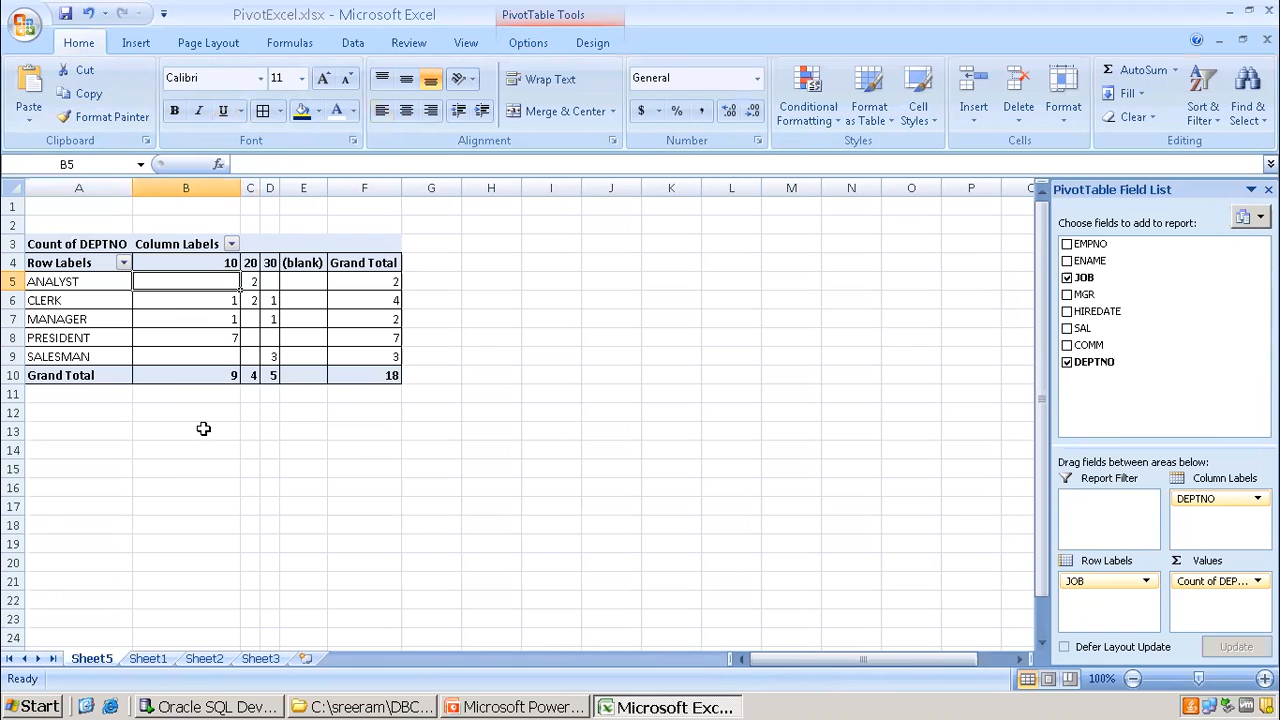 PivotExcel.xlsx - Microsoft Excel
PivotTable Tools
Home Insert Page Layout Formulas Data Review View Options Design
Paste
Cut
Copy
Format Painter
Clipboard
Calibri 11
B I U
Font
Wrap Text
Merge & Center
Alignment
General
$ % ,
Number
Conditional Formatting
Format as Table
Cell Styles
Styles
Insert
Delete
Format
Cells
AutoSum
Fill
Clear
Sort & Filter
Find & Select
Editing
B5
fx
A B C D E F G H I J K L M N O P
1
2
3 Count of DEPTNO Column Labels
4 Row Labels 10 20 30 (blank) Grand Total
5 ANALYST 2 2
6 CLERK 1 2 1 4
7 MANAGER 1 1 2
8 PRESIDENT 7 7
9 SALESMAN 3 3
10 Grand Total 9 4 5 18
11
12
13
14
15
16
17
18
19
20
21
22
23
24
PivotTable Field List
Choose fields to add to report:
EMPNO
ENAME
JOB
MGR
HIREDATE
SAL
COMM
DEPTNO
Drag fields between areas below:
Report Filter
Column Labels
DEPTNO
Row Labels
JOB
Σ Values
Count of DEP...
Defer Layout Update
Update
Sheet5 Sheet1 Sheet2 Sheet3
Ready
100%
Start
Oracle SQL Dev...
C:\sreeram\DBC...
Microsoft Power...
Microsoft Exc...